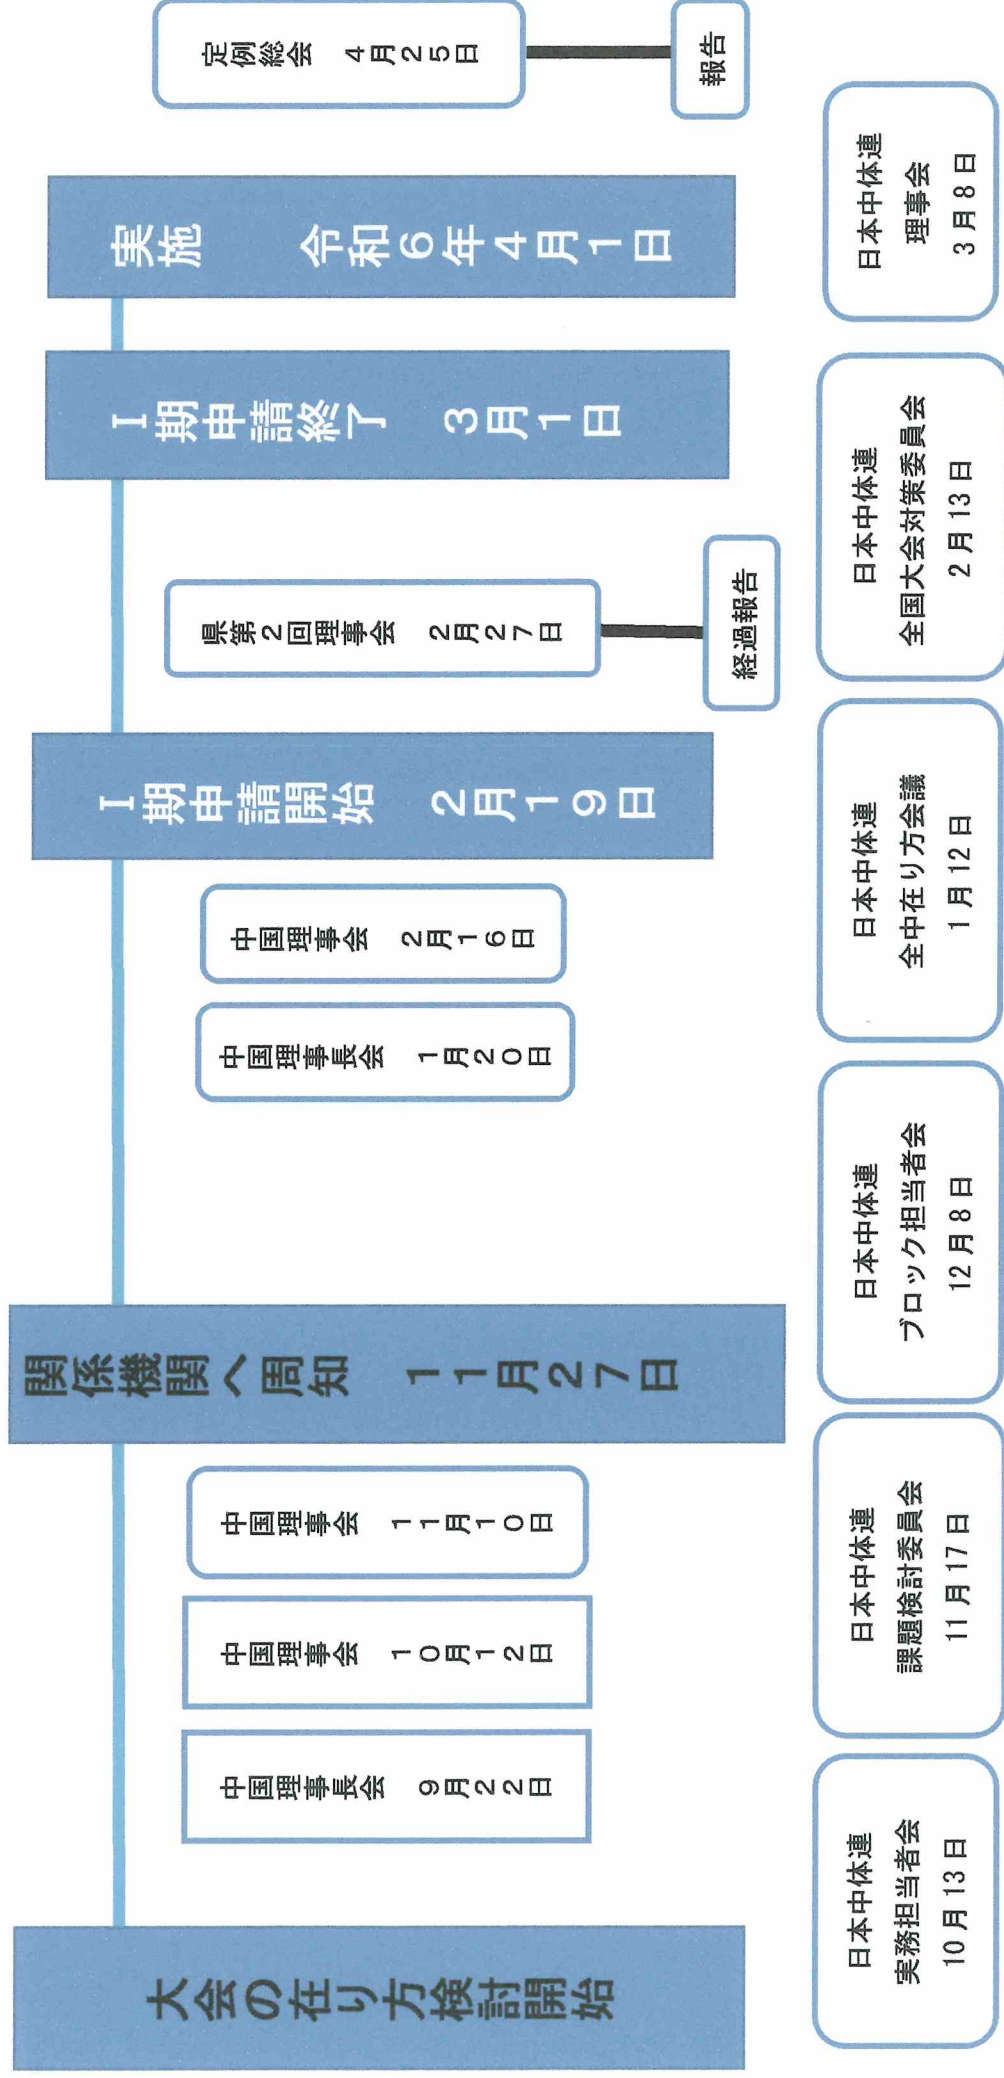 大会の在り方検討開始
中国理事長会　９月２２日
中国理事会　１０月１２日
中国理事会　１１月１０日
関係機関へ周知　１１月２７日
中国理事長会　１月２０日
中国理事会　２月１６日
Ⅰ期申請開始　２月１９日
県第２回理事会　２月２７日
経過報告
Ⅰ期申請終了　３月１日
実施　令和６年４月１日
定例総会　４月２５日
報告
日本中体連
実務担当者会
10月13日
日本中体連
課題検討委員会
11月17日
日本中体連
ブロック担当者会
12月8日
日本中体連
全中在り方会議
1月12日
日本中体連
全国大会対策委員会
2月13日
日本中体連
理事会
3月8日